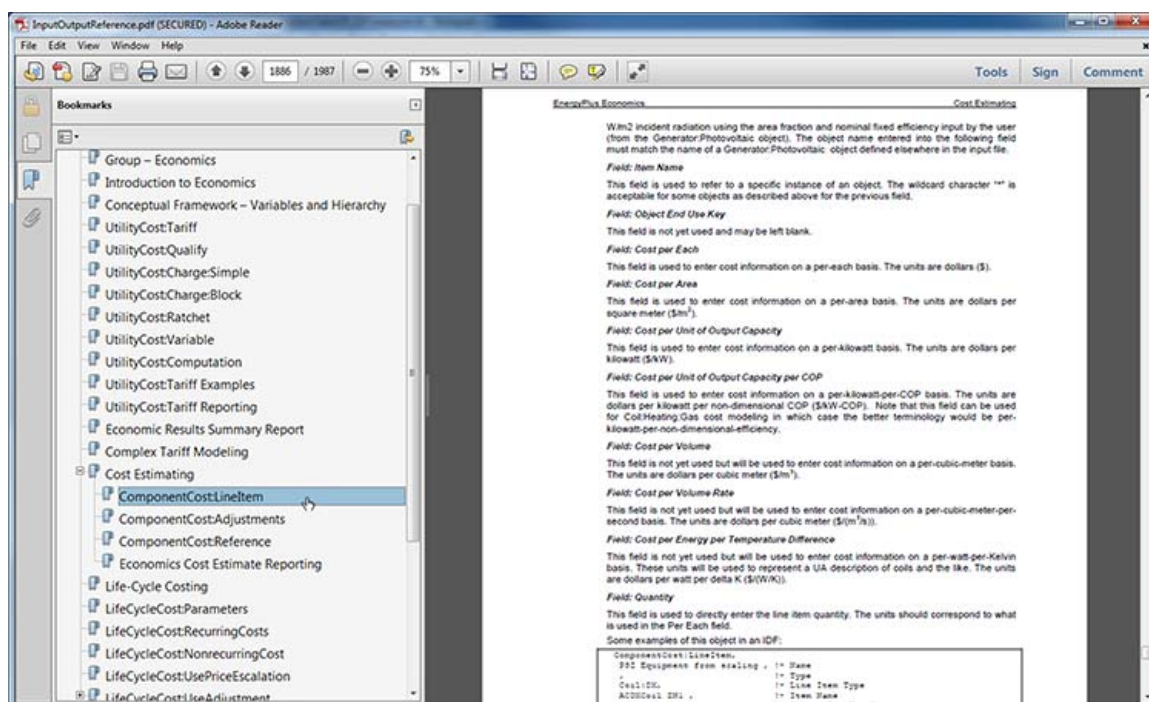 InputOutputReference.pdf (SECURED) - Adobe Reader
File Edit View Window Help
1886 / 1987 75% Tools Sign Comment
Bookmarks
Group – Economics
Introduction to Economics
Conceptual Framework – Variables and Hierarchy
UtilityCost:Tariff
UtilityCost:Qualify
UtilityCost:Charge:Simple
UtilityCost:Charge:Block
UtilityCost:Ratchet
UtilityCost:Variable
UtilityCost:Computation
UtilityCost:Tariff Examples
UtilityCost:Tariff Reporting
Economic Results Summary Report
Complex Tariff Modeling
Cost Estimating
ComponentCost:LineItem
ComponentCost:Adjustments
ComponentCost:Reference
Economics Cost Estimate Reporting
Life-Cycle Costing
LifeCycleCost:Parameters
LifeCycleCost:RecurringCosts
LifeCycleCost:NonrecurringCost
LifeCycleCost:UsePriceEscalation
LifeCycleCost:UseAdjustment
EnergyPlus Economics Cost Estimating
W/m2 incident radiation using the area fraction and nominal fixed efficiency input by the user
(from the Generator:Photovoltaic object). The object name entered into the following field
must match the name of a Generator:Photovoltaic object defined elsewhere in the input file.
Field: Item Name
This field is used to refer to a specific instance of an object. The wildcard character "*" is
acceptable for some objects as described above for the previous field.
Field: Object End Use Key
This field is not yet used and may be left blank.
Field: Cost per Each
This field is used to enter cost information on a per-each basis. The units are dollars ($).
Field: Cost per Area
This field is used to enter cost information on a per-area basis. The units are dollars per
square meter ($/m²).
Field: Cost per Unit of Output Capacity
This field is used to enter cost information on a per-kilowatt basis. The units are dollars per
kilowatt ($/kW).
Field: Cost per Unit of Output Capacity per COP
This field is used to enter cost information on a per-kilowatt-per-COP basis. The units are
dollars per kilowatt per non-dimensional COP ($/kW-COP). Note that this field can be used
for Coil:Heating:Gas cost modeling in which case the better terminology would be per-
kilowatt-per-non-dimensional-efficiency.
Field: Cost per Volume
This field is not yet used but will be used to enter cost information on a per-cubic-meter basis.
The units are dollars per cubic meter ($/m³).
Field: Cost per Volume Rate
This field is not yet used but will be used to enter cost information on a per-cubic-meter-per-
second basis. The units are dollars per cubic meter ($/(m³/s)).
Field: Cost per Energy per Temperature Difference
This field is not yet used but will be used to enter cost information on a per-watt-per-Kelvin
basis. These units will be used to represent a UA description of coils and the like. The units
are dollars per watt per delta K ($/(W/K)).
Field: Quantity
This field is used to directly enter the line item quantity. The units should correspond to what
is used in the Per Each field.
Some examples of this object in an IDF:
ComponentCost:LineItem,
Equipment from scaling , !- Name
, !- Type
Coil:DX, !- Line Item Type
ACDXCoil 1 , !- Item Name